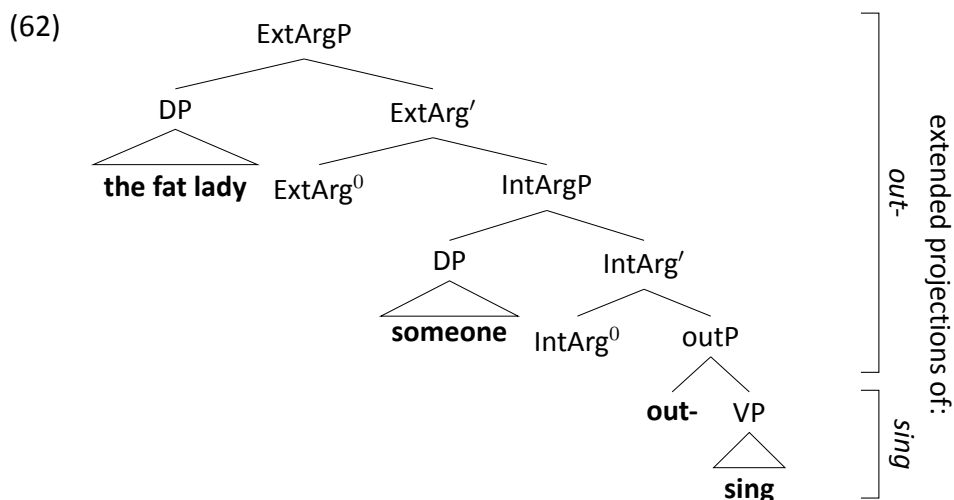 (62)
ExtArgP
DP
ExtArg′
the fat lady
ExtArg⁰
IntArgP
DP
IntArg′
someone
IntArg⁰
outP
out-
VP
sing
extended projections of:
out-
sing